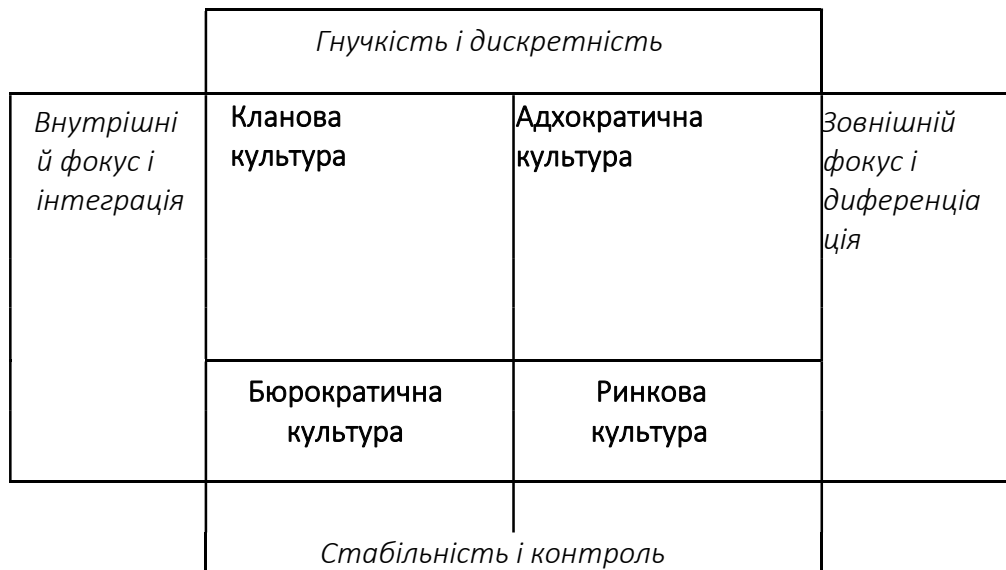 Гнучкість і дискретність
Внутрішні
й фокус і
інтеграція
Кланова
культура
Адхократична
культура
Зовнішній
фокус і
диференціа
ція
Бюрократична
культура
Ринкова
культура
Стабільність і контроль